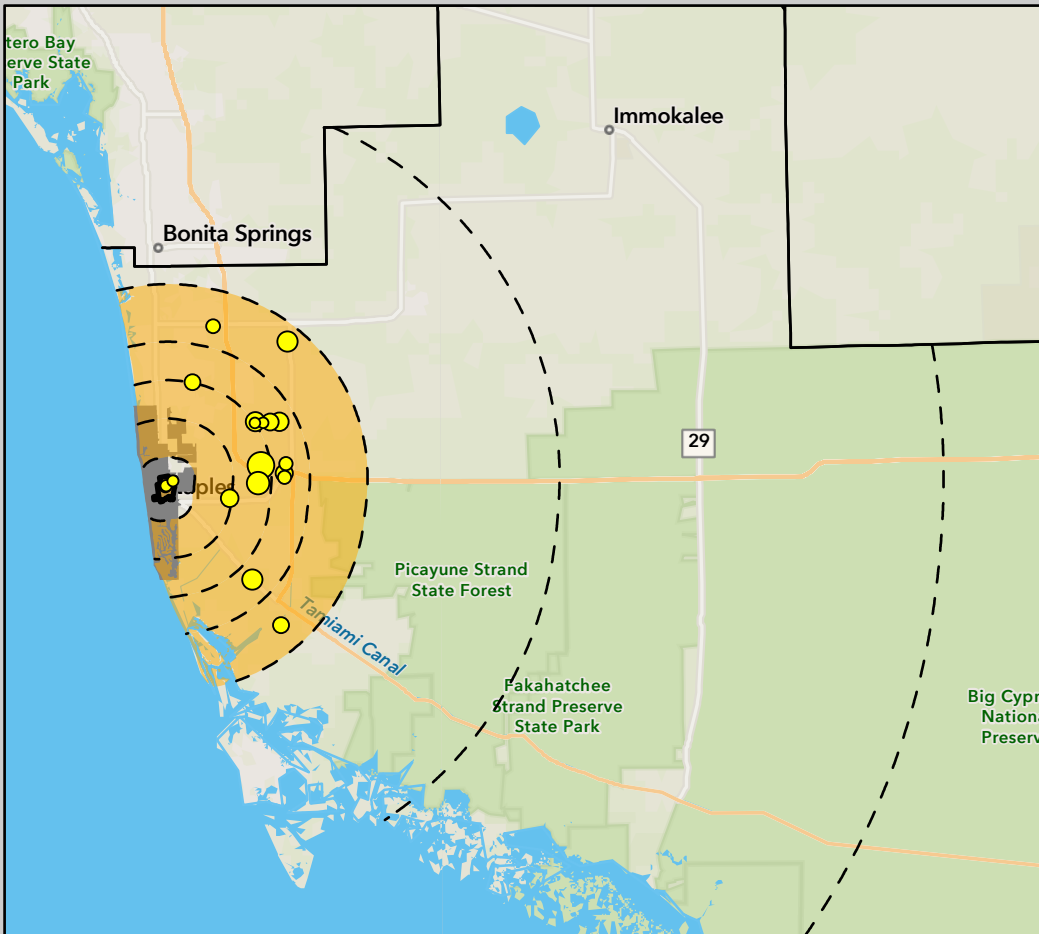 tero Bay
erve State
Park
Immokalee
Bonita Springs
29
uples
Picayune Strand
State Forest
Tamiami Canal
Fakahatchee
Strand Preserve
State Park
Big Cypr
Nationa
Preserv